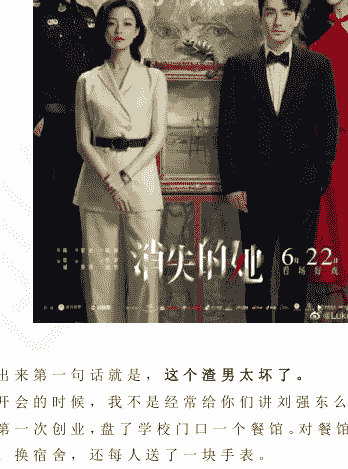 消失的她
6月22日
@Luke
出来第一句话就是，这个渣男太坏了。
开会的时候，我不是经常给你们讲刘强东么
第一次创业，盘了学校门口一个餐馆。对餐馆
、换宿舍，还每人送了一块手表。